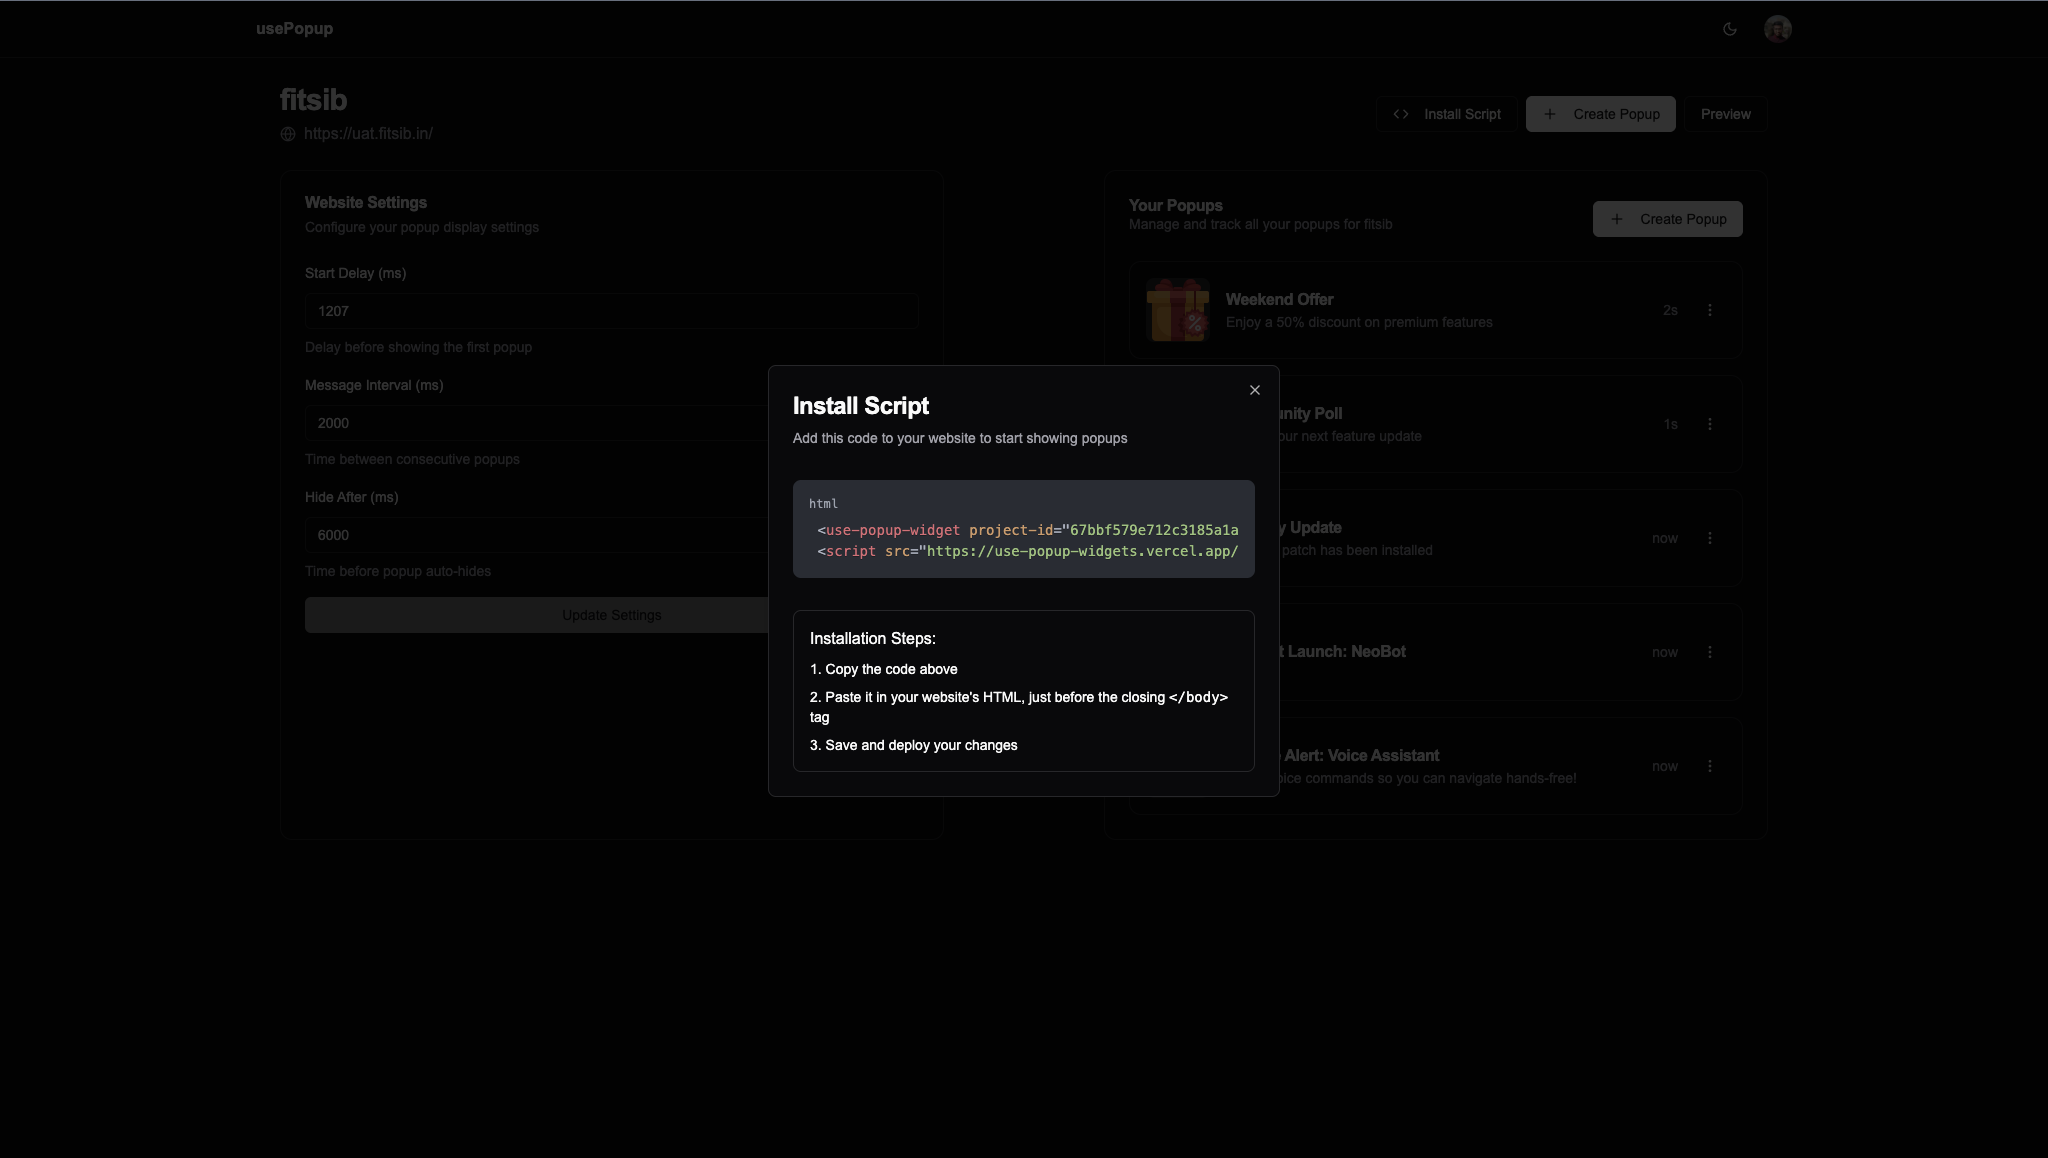 usePopup
fitsib
https://uat.fitsib.in/
Install Script
Create Popup
Preview
Website Settings
Configure your popup display settings
Start Delay (ms)
1207
Delay before showing the first popup
Message Interval (ms)
2000
Time between consecutive popups
Hide After (ms)
6000
Time before popup auto-hides
Update Settings
Your Popups
Manage and track all your popups for fitsib
Create Popup
Weekend Offer
Enjoy a 50% discount on premium features
2s
Poll
next feature update
1s
Update
patch has been installed
now
Launch: NeoBot
now
Alert: Voice Assistant
commands so you can navigate hands-free!
now
Install Script
Add this code to your website to start showing popups
html
<use-popup-widget project-id="67bbf579e712c3185a1a
<script src="https://use-popup-widgets.vercel.app/
Installation Steps:
1. Copy the code above
2. Paste it in your website's HTML, just before the closing </body>
tag
3. Save and deploy your changes